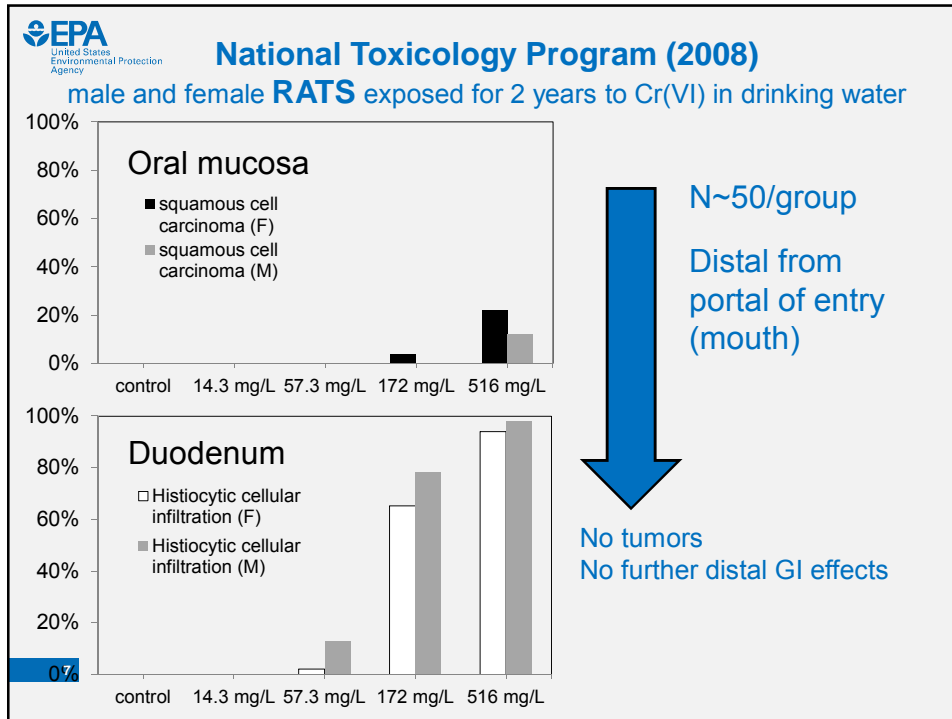 EPA
United States
Environmental Protection
Agency
National Toxicology Program (2008)
male and female RATS exposed for 2 years to Cr(VI) in drinking water
100%
80%
60%
40%
20%
0%
Oral mucosa
squamous cell
carcinoma (F)
squamous cell
carcinoma (M)
control 14.3 mg/L 57.3 mg/L 172 mg/L 516 mg/L
100%
80%
60%
40%
20%
0%
Duodenum
Histiocytic cellular
infiltration (F)
Histiocytic cellular
infiltration (M)
control 14.3 mg/L 57.3 mg/L 172 mg/L 516 mg/L
N~50/group
Distal from
portal of entry
(mouth)
No tumors
No further distal GI effects
7